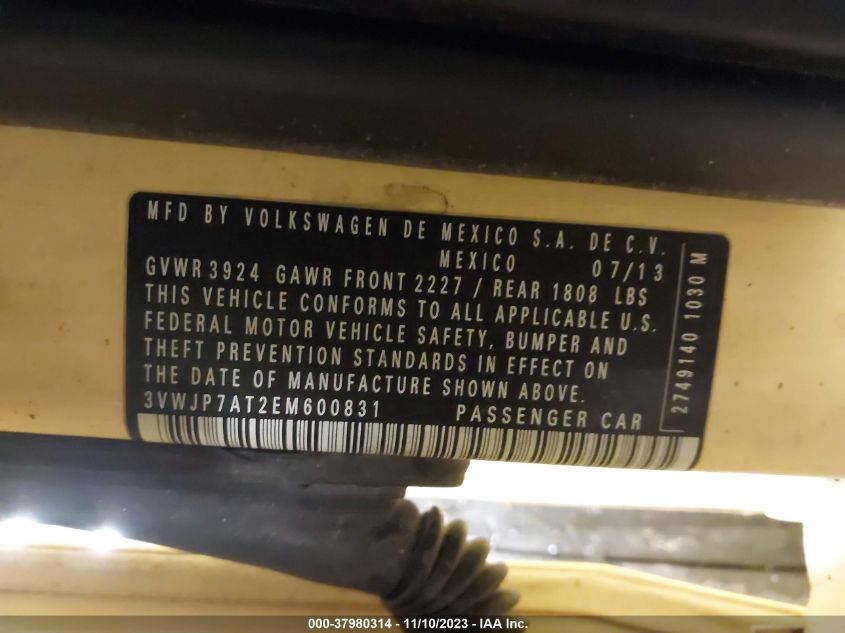 MFD BY VOLKSWAGEN DE MEXICO S.A. DE C.V.
MEXICO 07/13
GVWR 3924 GAWR FRONT 2227 / REAR 1808 LBS
THIS VEHICLE CONFORMS TO ALL APPLICABLE U.S.
FEDERAL MOTOR VEHICLE SAFETY, BUMPER AND
THEFT PREVENTION STANDARDS IN EFFECT ON
THE DATE OF MANUFACTURE SHOWN ABOVE.
3VWJP7AT2EM600831 PASSENGER CAR
2749140 1030 M
000-37980314 - 11/10/2023 - IAA Inc.